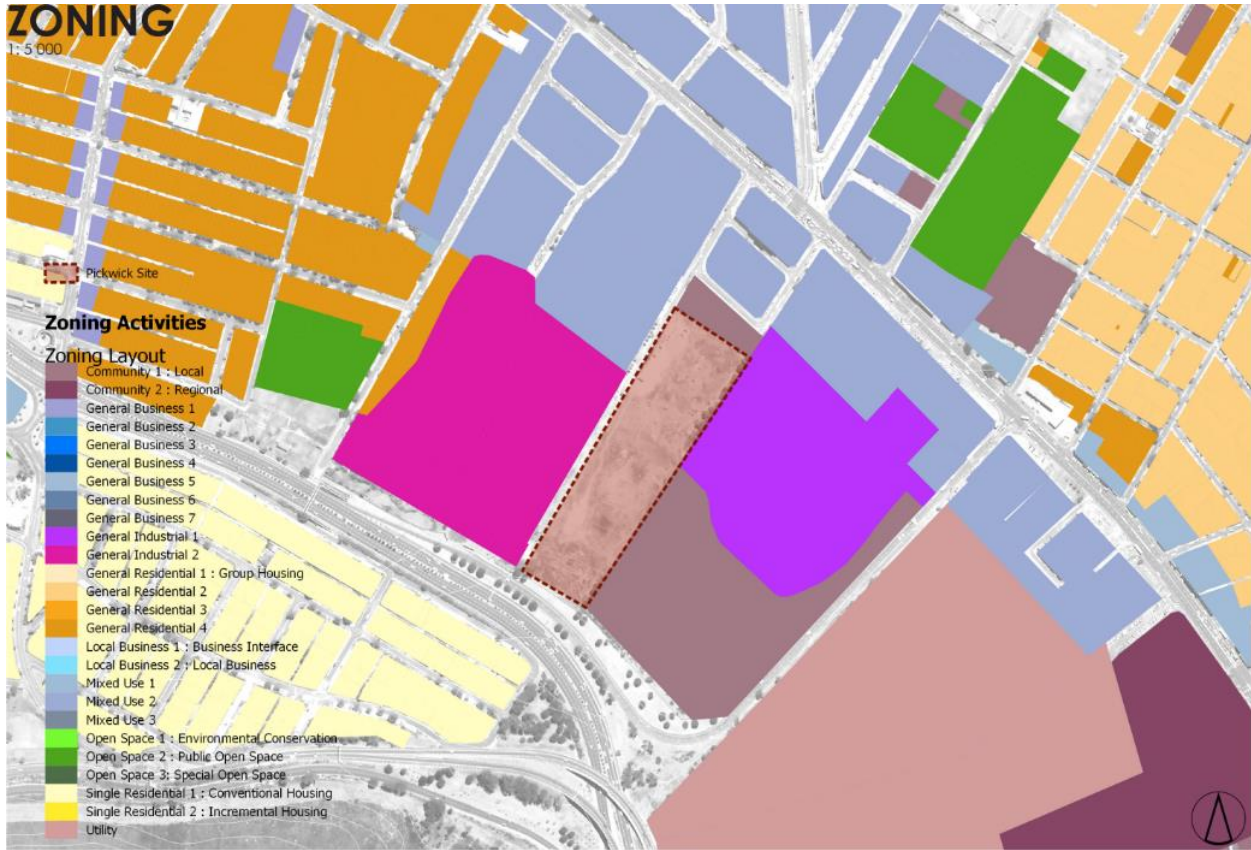 ZONING
1: 5 000
Pickwick Site
Zoning Activities
Zoning Layout
Community 1 : Local
Community 2 : Regional
General Business 1
General Business 2
General Business 3
General Business 4
General Business 5
General Business 6
General Business 7
General Industrial 1
General Industrial 2
General Residential 1 : Group Housing
General Residential 2
General Residential 3
General Residential 4
Local Business 1 : Business Interface
Local Business 2 : Local Business
Mixed Use 1
Mixed Use 2
Mixed Use 3
Open Space 1 : Environmental Conservation
Open Space 2 : Public Open Space
Open Space 3: Special Open Space
Single Residential 1 : Conventional Housing
Single Residential 2 : Incremental Housing
Utility